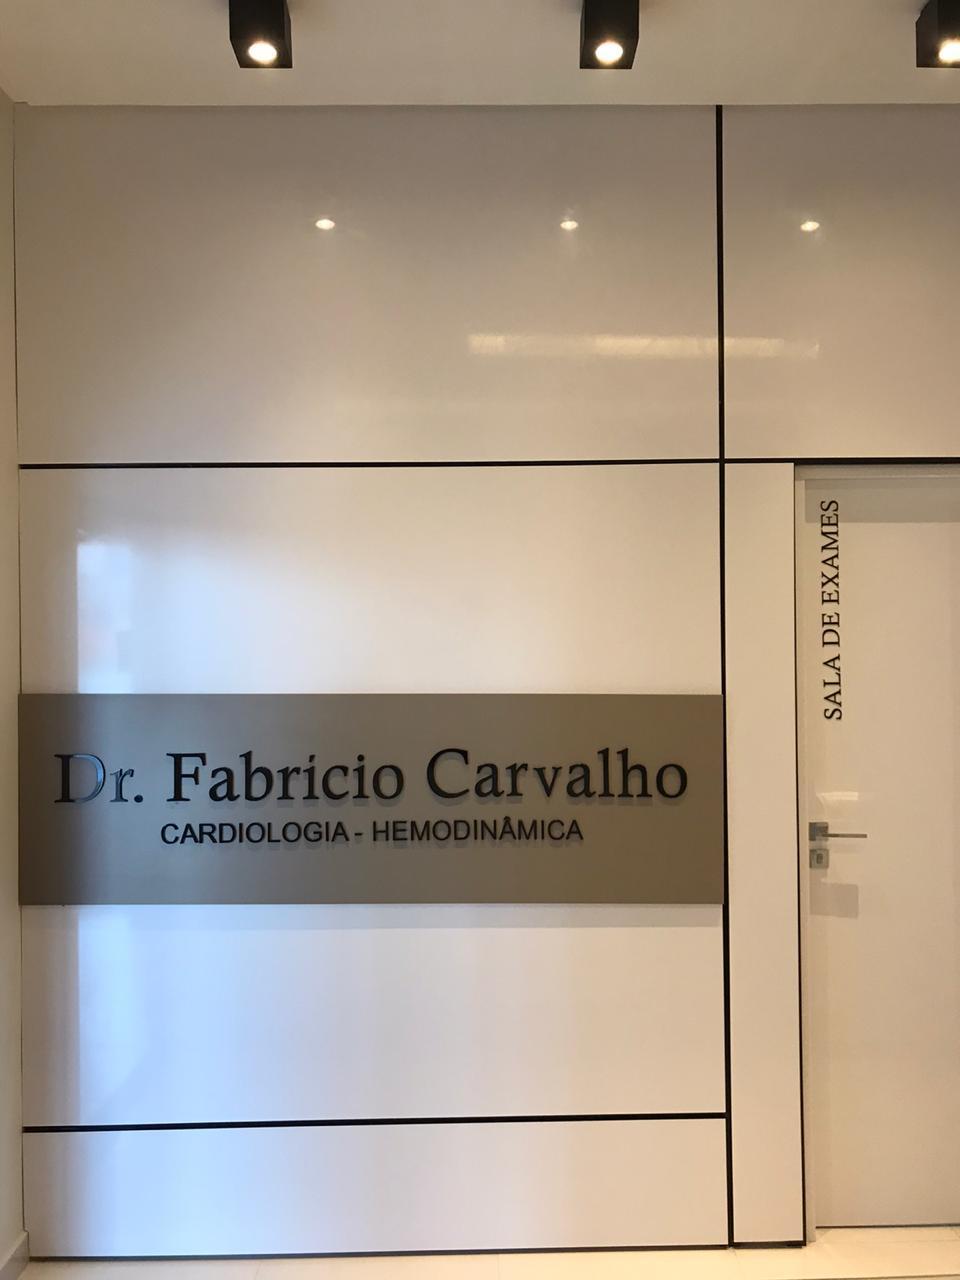 Dr. Fabrício Carvalho
CARDIOLOGIA - HEMODINÂMICA
SALA DE EXAMES